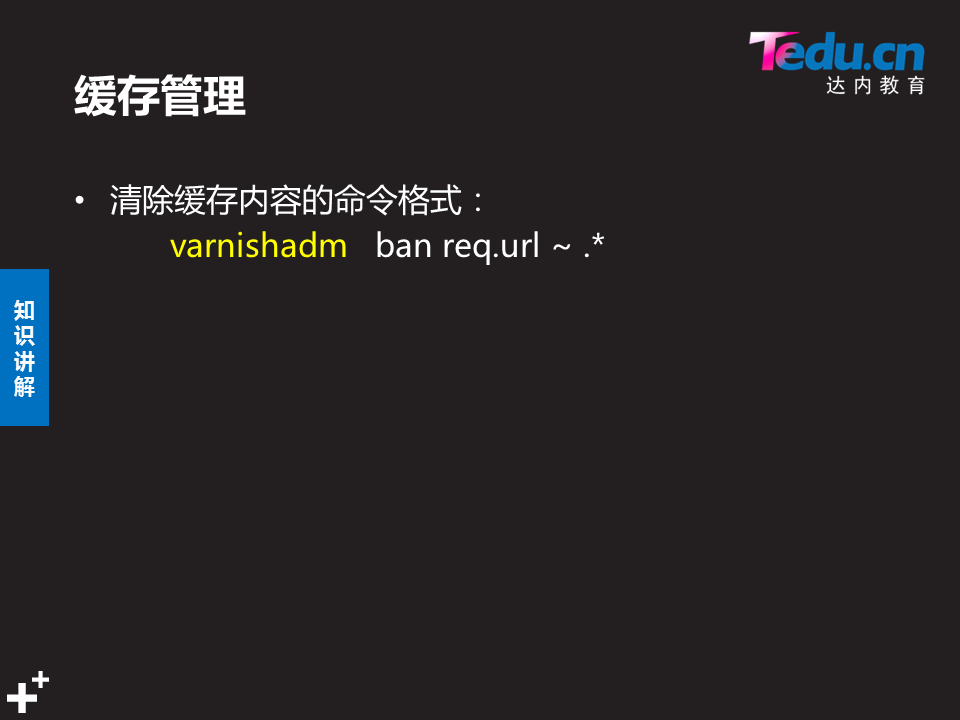 Tedu.cn
达内教育
缓存管理
• 清除缓存内容的命令格式：
varnishadm ban req.url ~ .*
知
识
讲
解